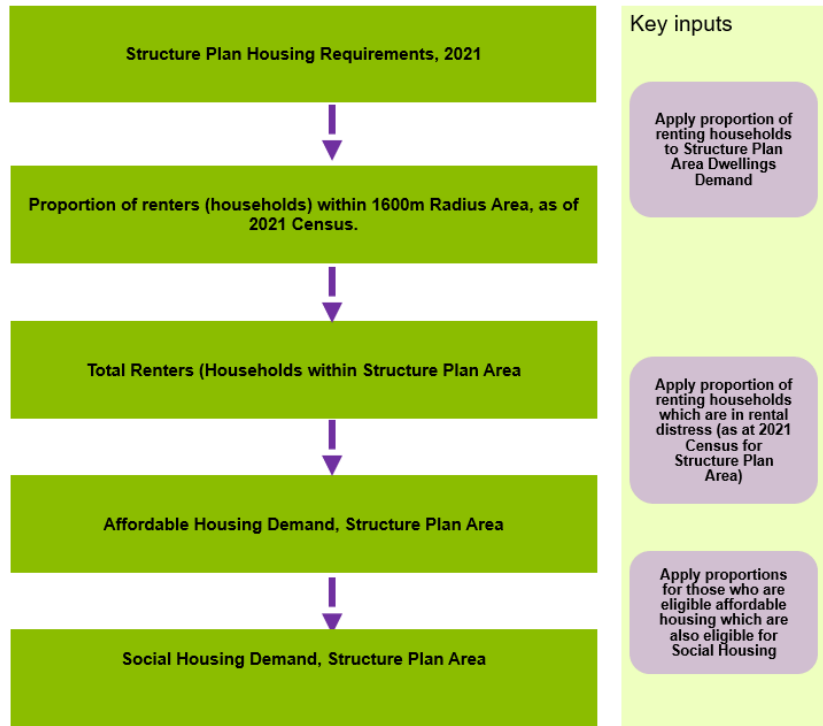 Structure Plan Housing Requirements, 2021
Proportion of renters (households) within 1600m Radius Area, as of
2021 Census.
Total Renters (Households within Structure Plan Area
Affordable Housing Demand, Structure Plan Area
Social Housing Demand, Structure Plan Area
Key inputs
Apply proportion of
renting households
to Structure Plan
Area Dwellings
Demand
Apply proportion of
renting households
which are in rental
distress (as at 2021
Census for
Structure Plan
Area)
Apply proportions
for those who are
eligible affordable
housing which are
also eligible for
Social Housing